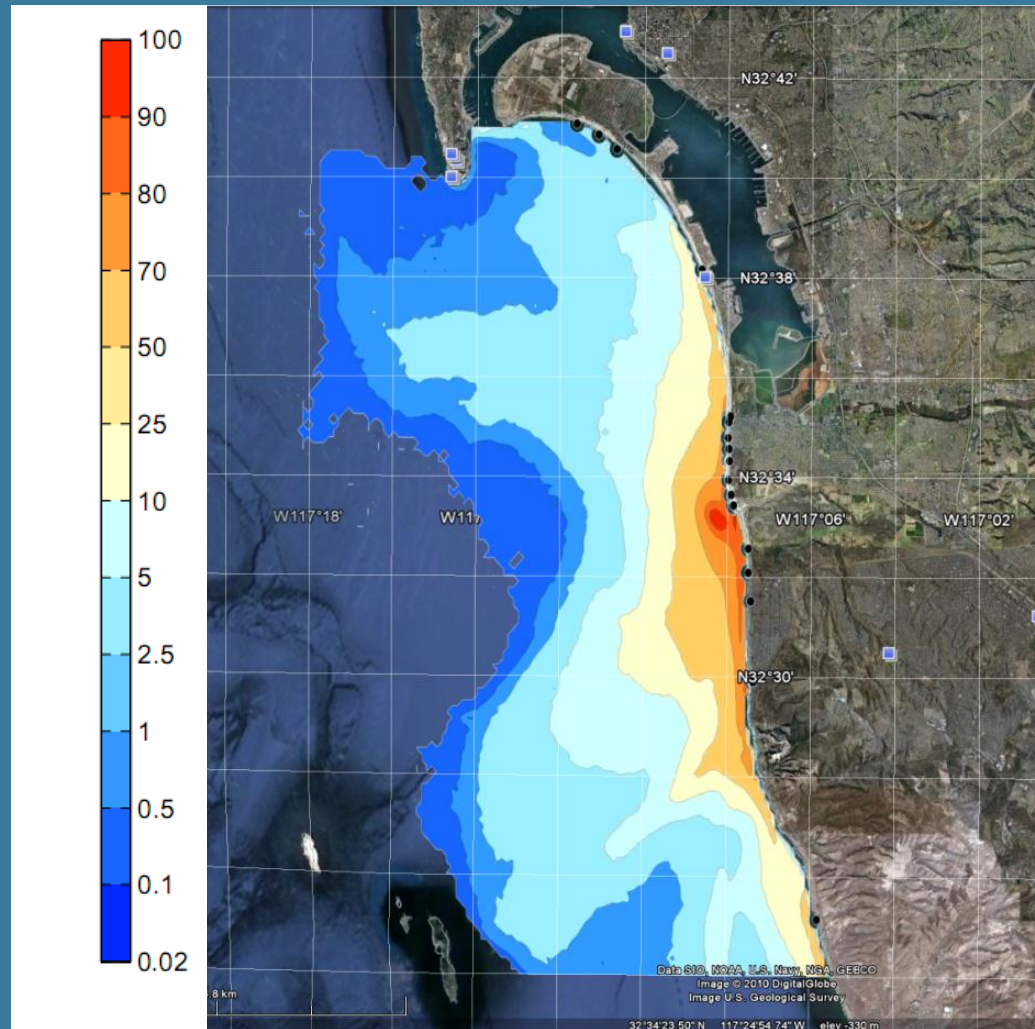 100
90
80
70
50
25
10
5
2.5
1
0.5
0.1
0.02
N32°42'
N32°38'
N32°34'
W117°18'
W11
W117°06'
W117°02'
N32°30'
Data SIO, NOAA, U.S. Navy, NGA, GEBCO
Image © 2010 DigitalGlobe
Image U.S. Geological Survey
.8 km
32°34'23.50" N 117°24'54.74" W elev -330 m